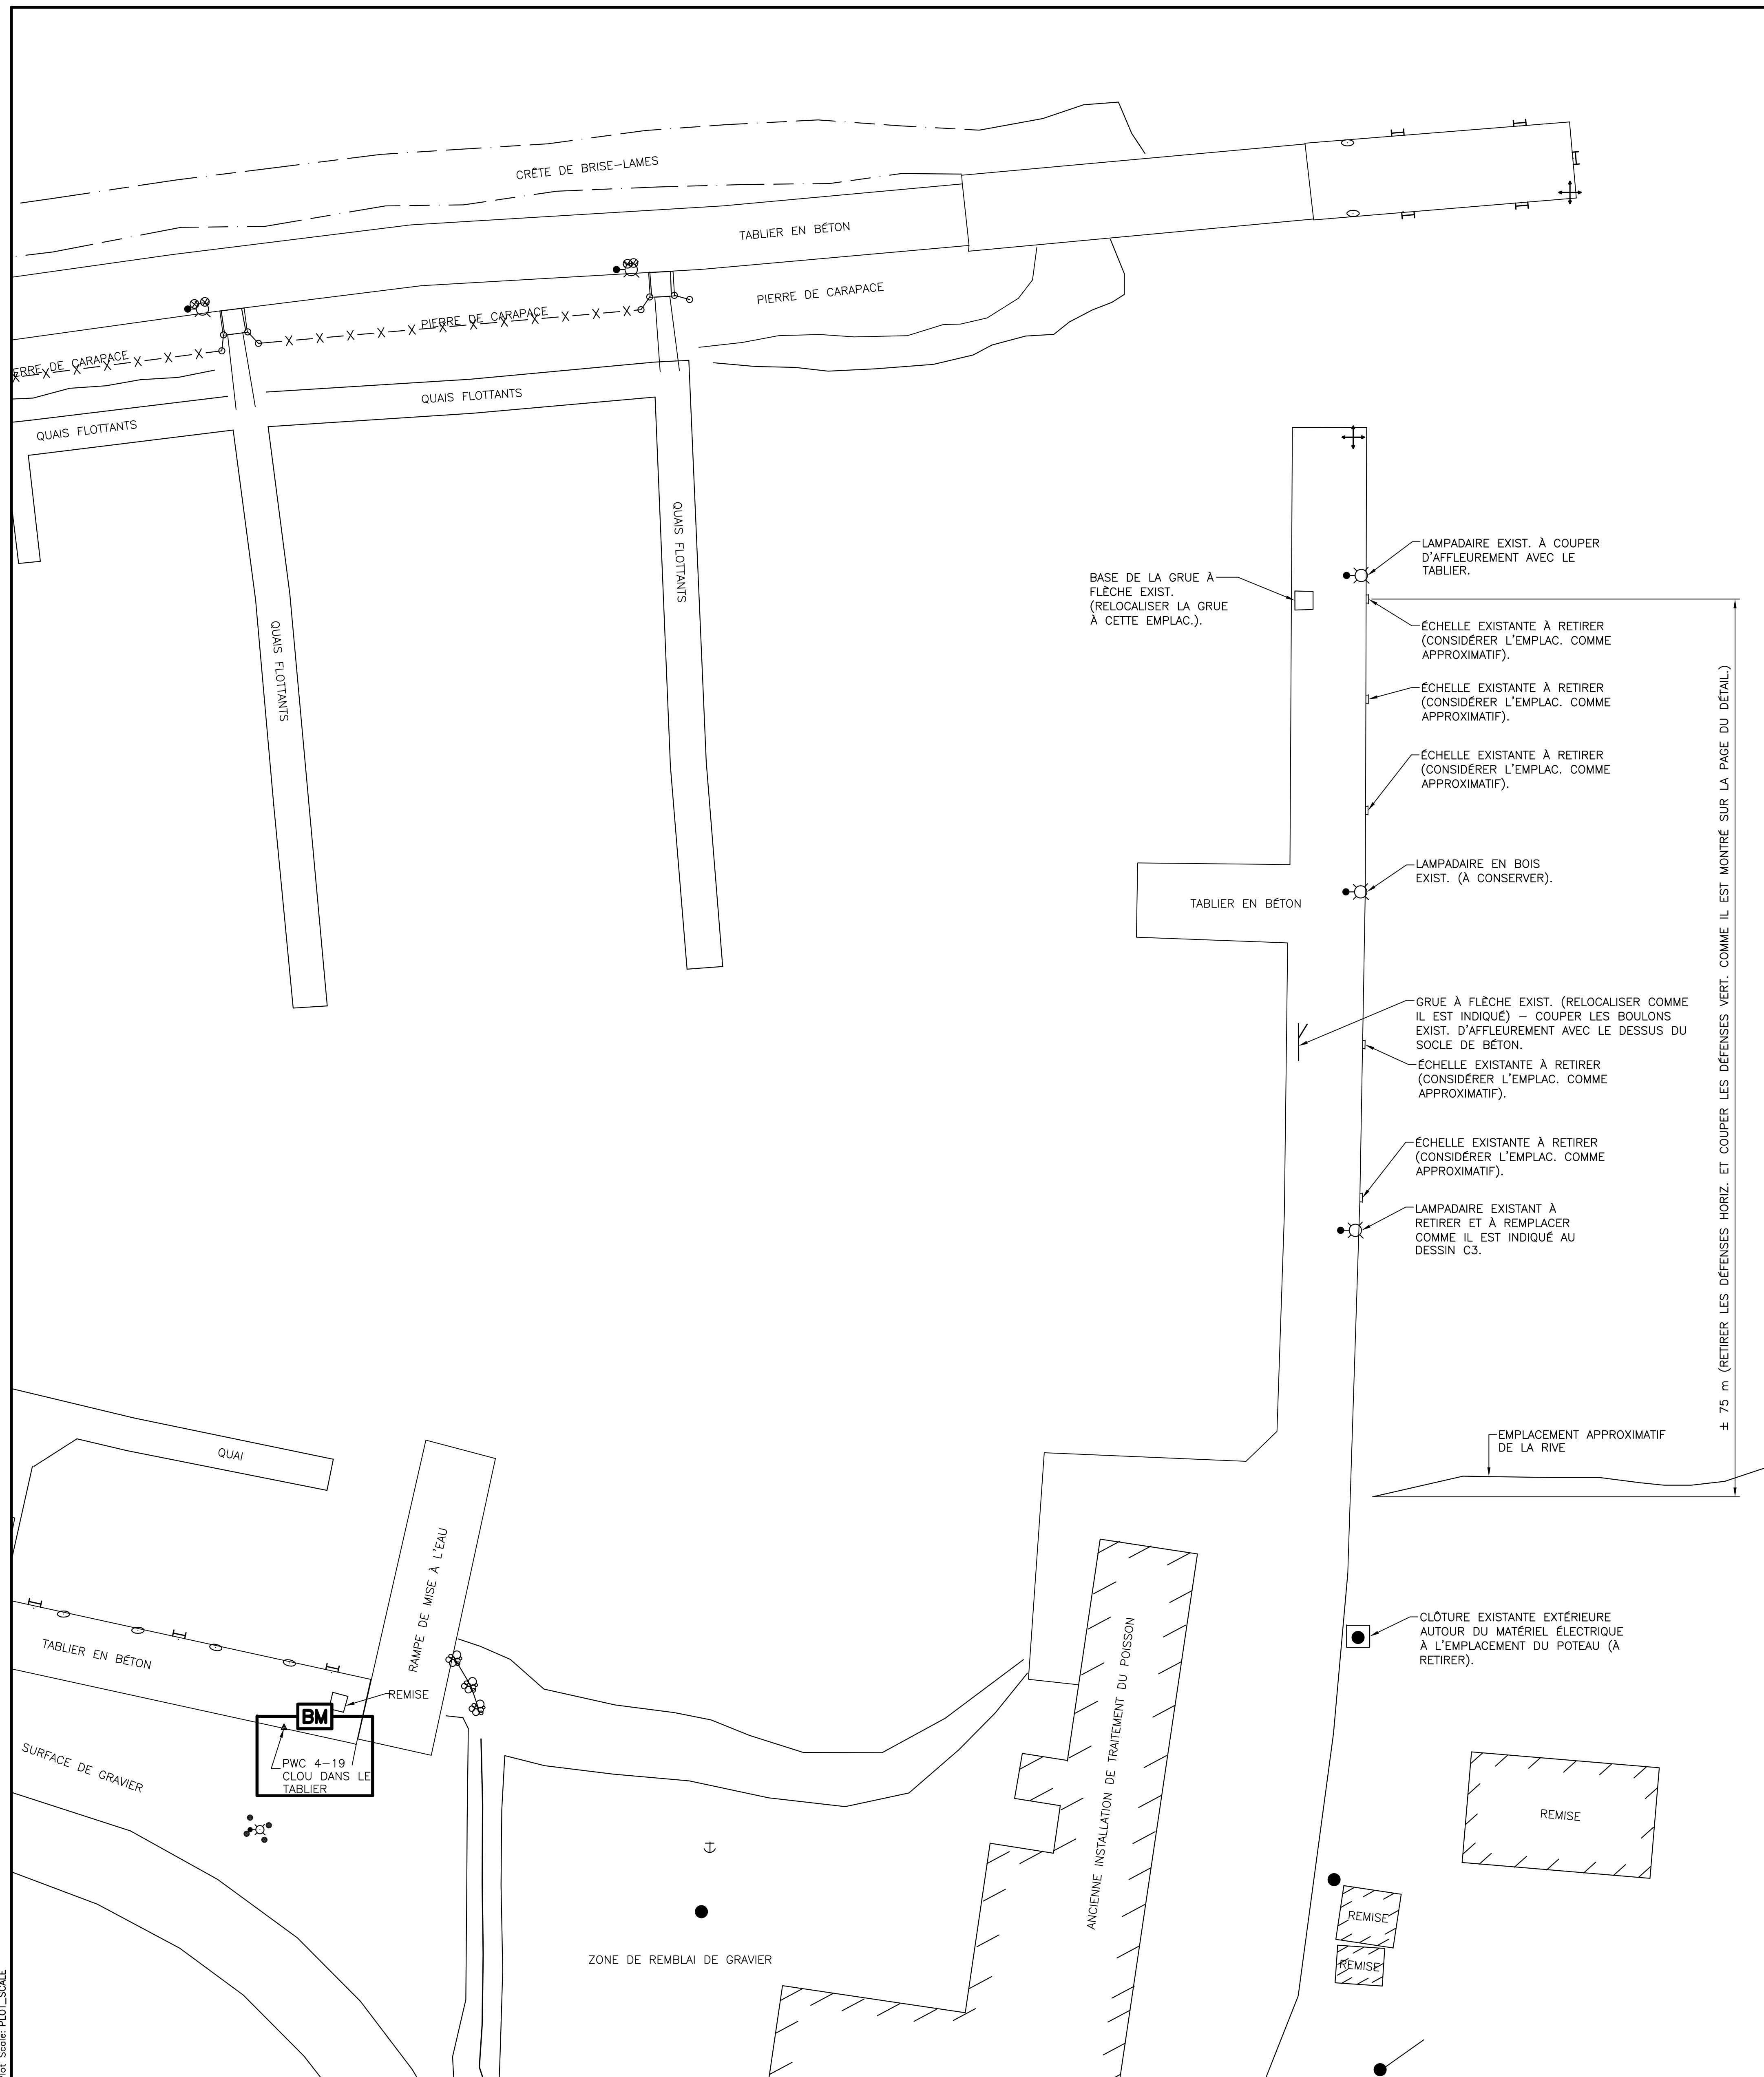 CRÊTE DE BRISE-LAMES
TABLIER EN BÉTON
PIERRE DE CARAPACE
PIERRE DE CARAPACE
ERRE DE CARAPACE
QUAIS FLOTTANTS
QUAIS FLOTTANTS
QUAIS FLOTTANTS
QUAIS FLOTTANTS
LAMPADAIRE EXIST. À COUPER
D'AFFLEUREMENT AVEC LE
TABLIER.
BASE DE LA GRUE À
FLÈCHE EXIST.
(RELOCALISER LA GRUE
À CETTE EMPLAC.).
ÉCHELLE EXISTANTE À RETIRER
(CONSIDÉRER L'EMPLAC. COMME
APPROXIMATIF).
ÉCHELLE EXISTANTE À RETIRER
(CONSIDÉRER L'EMPLAC. COMME
APPROXIMATIF).
ÉCHELLE EXISTANTE À RETIRER
(CONSIDÉRER L'EMPLAC. COMME
APPROXIMATIF).
LAMPADAIRE EN BOIS
EXIST. (À CONSERVER).
TABLIER EN BÉTON
GRUE À FLÈCHE EXIST. (RELOCALISER COMME
IL EST INDIQUÉ) – COUPER LES BOULONS
EXIST. D'AFFLEUREMENT AVEC LE DESSUS DU
SOCLE DE BÉTON.
ÉCHELLE EXISTANTE À RETIRER
(CONSIDÉRER L'EMPLAC. COMME
APPROXIMATIF).
ÉCHELLE EXISTANTE À RETIRER
(CONSIDÉRER L'EMPLAC. COMME
APPROXIMATIF).
LAMPADAIRE EXISTANT À
RETIRER ET À REMPLACER
COMME IL EST INDIQUÉ AU
DESSIN C3.
± 75 m (RETIRER LES DÉFENSES HORIZ. ET COUPER LES DÉFENSES VERT. COMME IL EST MONTRÉ SUR LA PAGE DU DÉTAIL.)
EMPLACEMENT APPROXIMATIF
DE LA RIVE
QUAI
RAMPE DE MISE À L'EAU
TABLIER EN BÉTON
REMISE
BM
PWC 4-19
CLOU DANS LE
TABLIER
SURFACE DE GRAVIER
CLÔTURE EXISTANTE EXTÉRIEURE
AUTOUR DU MATÉRIEL ÉLECTRIQUE
À L'EMPLACEMENT DU POTEAU (À
RETIRER).
ANCIENNE INSTALLATION DE TRAITEMENT DU POISSON
REMISE
REMISE
REMISE
ZONE DE REMBLAI DE GRAVIER
Plot Scale: PLOT_SCALE